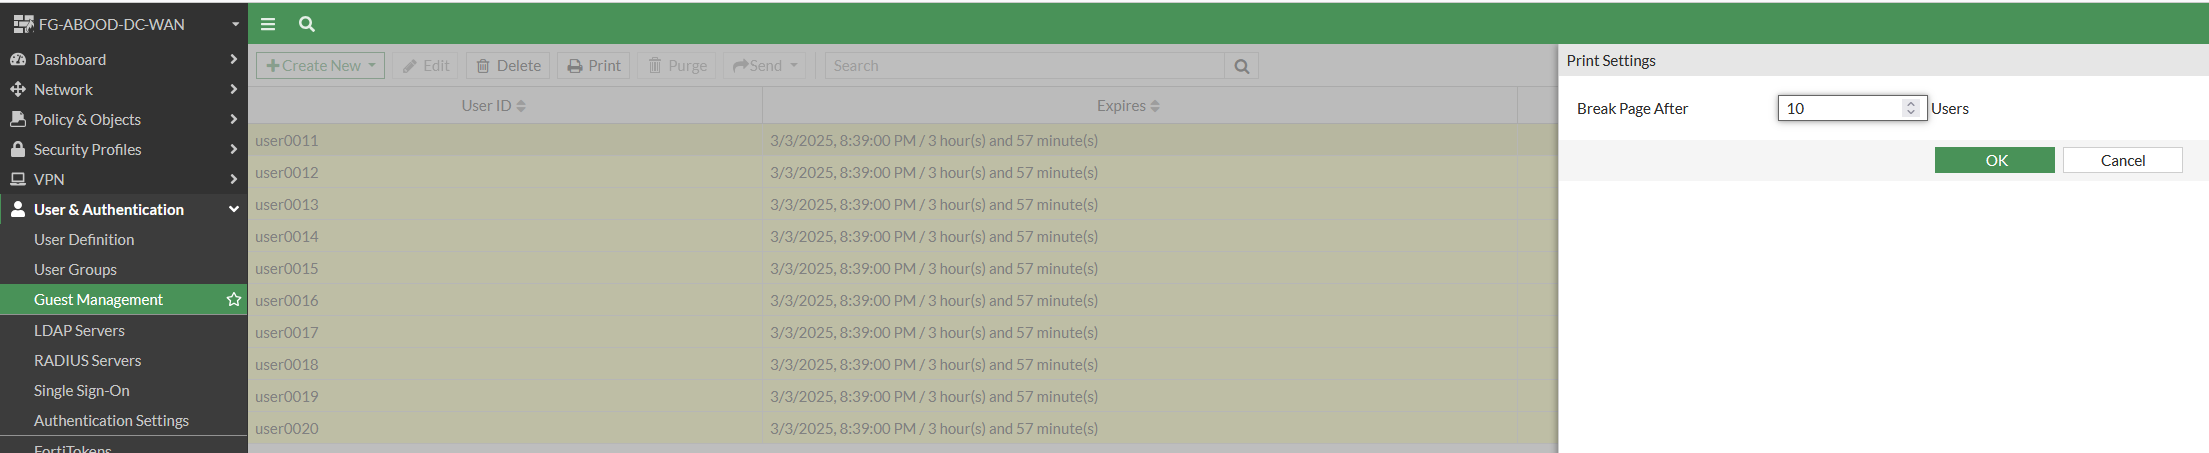 FG-ABOOD-DC-WAN
Dashboard
Network
Policy & Objects
Security Profiles
VPN
User & Authentication
User Definition
User Groups
Guest Management
LDAP Servers
RADIUS Servers
Single Sign-On
Authentication Settings
FortiTokens
Create New Edit Delete Print Purge Send Search
User ID Expires
user0011 3/3/2025, 8:39:00 PM / 3 hour(s) and 57 minute(s)
user0012 3/3/2025, 8:39:00 PM / 3 hour(s) and 57 minute(s)
user0013 3/3/2025, 8:39:00 PM / 3 hour(s) and 57 minute(s)
user0014 3/3/2025, 8:39:00 PM / 3 hour(s) and 57 minute(s)
user0015 3/3/2025, 8:39:00 PM / 3 hour(s) and 57 minute(s)
user0016 3/3/2025, 8:39:00 PM / 3 hour(s) and 57 minute(s)
user0017 3/3/2025, 8:39:00 PM / 3 hour(s) and 57 minute(s)
user0018 3/3/2025, 8:39:00 PM / 3 hour(s) and 57 minute(s)
user0019 3/3/2025, 8:39:00 PM / 3 hour(s) and 57 minute(s)
user0020 3/3/2025, 8:39:00 PM / 3 hour(s) and 57 minute(s)
Print Settings
Break Page After 10 Users
OK Cancel